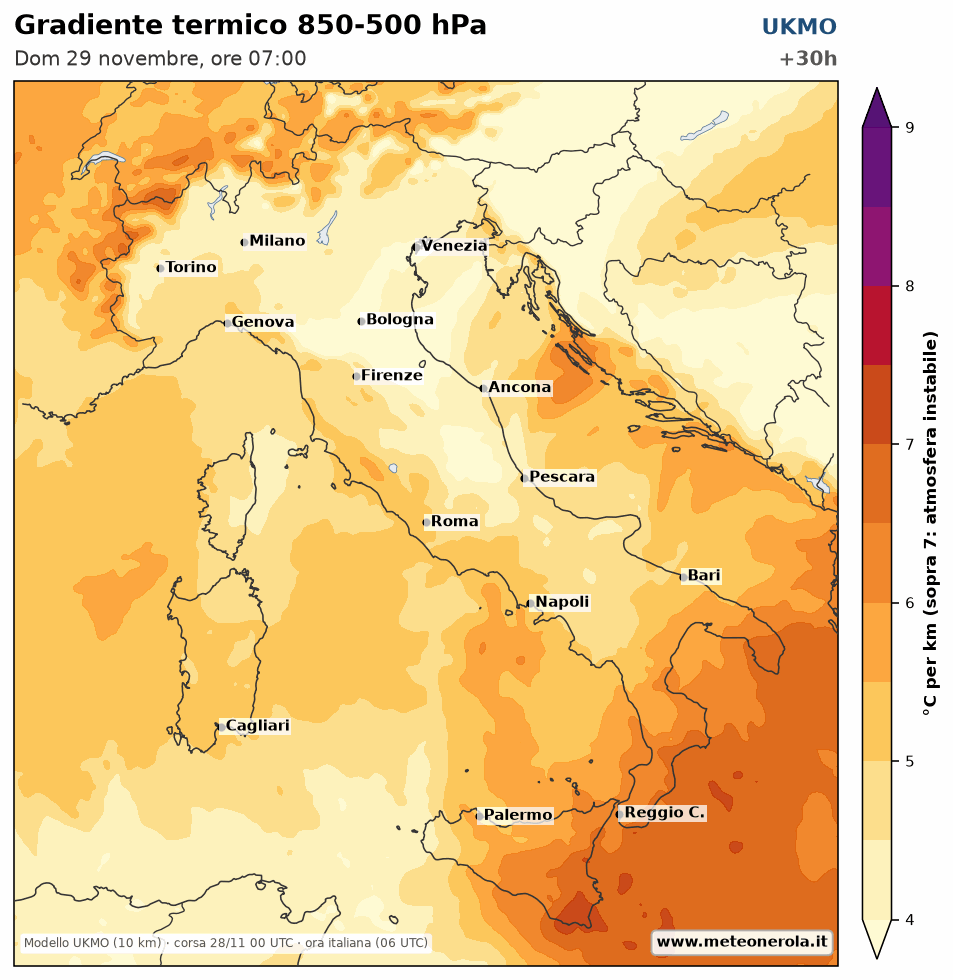 Gradiente termico 850-500 hPa
UKMO
Dom 29 novembre, ore 07:00
+30h
9
8
7
6
5
4
°C per km (sopra 7: atmosfera instabile)
Milano
Venezia
Torino
Genova
Bologna
Firenze
Ancona
Pescara
Roma
Bari
Napoli
Cagliari
Palermo
Reggio C.
Modello UKMO (10 km) · corsa 28/11 00 UTC · ora italiana (06 UTC)
www.meteonerola.it